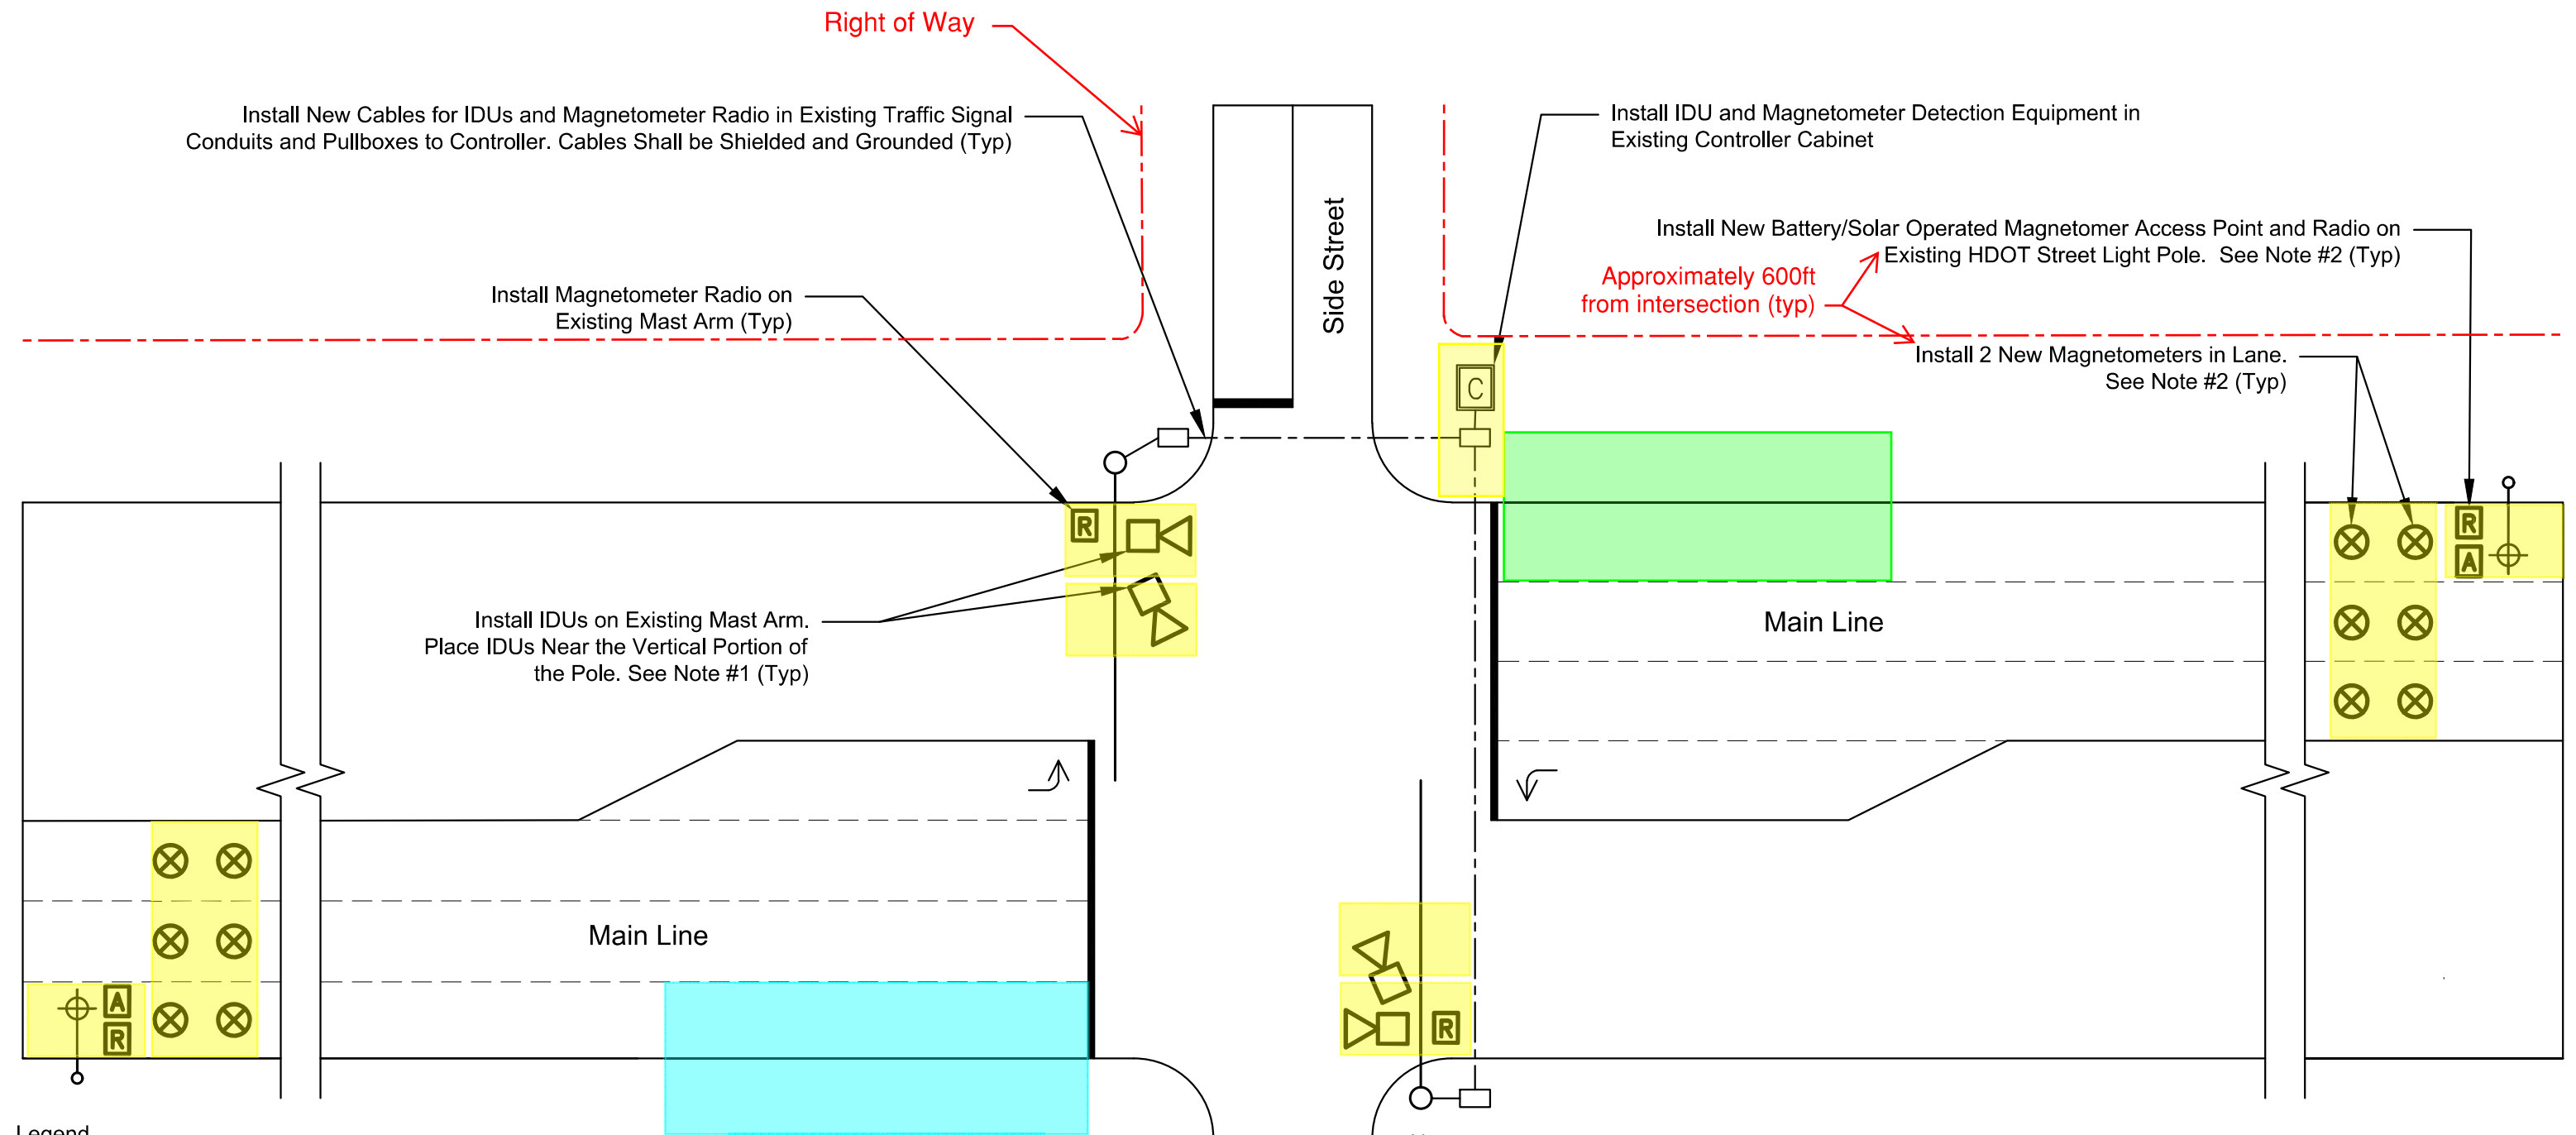 Right of Way
Install New Cables for IDUs and Magnetometer Radio in Existing Traffic Signal
Conduits and Pullboxes to Controller. Cables Shall be Shielded and Grounded (Typ)
Install IDU and Magnetometer Detection Equipment in
Existing Controller Cabinet
Side Street
Install New Battery/Solar Operated Magnetomer Access Point and Radio on
Existing HDOT Street Light Pole. See Note #2 (Typ)
Approximately 600ft
from intersection (typ)
Install Magnetometer Radio on
Existing Mast Arm (Typ)
Install 2 New Magnetometers in Lane.
See Note #2 (Typ)
C
R
R
A
Install IDUs on Existing Mast Arm.
Place IDUs Near the Vertical Portion of
the Pole. See Note #1 (Typ)
Main Line
Main Line
A
R
R
Legend